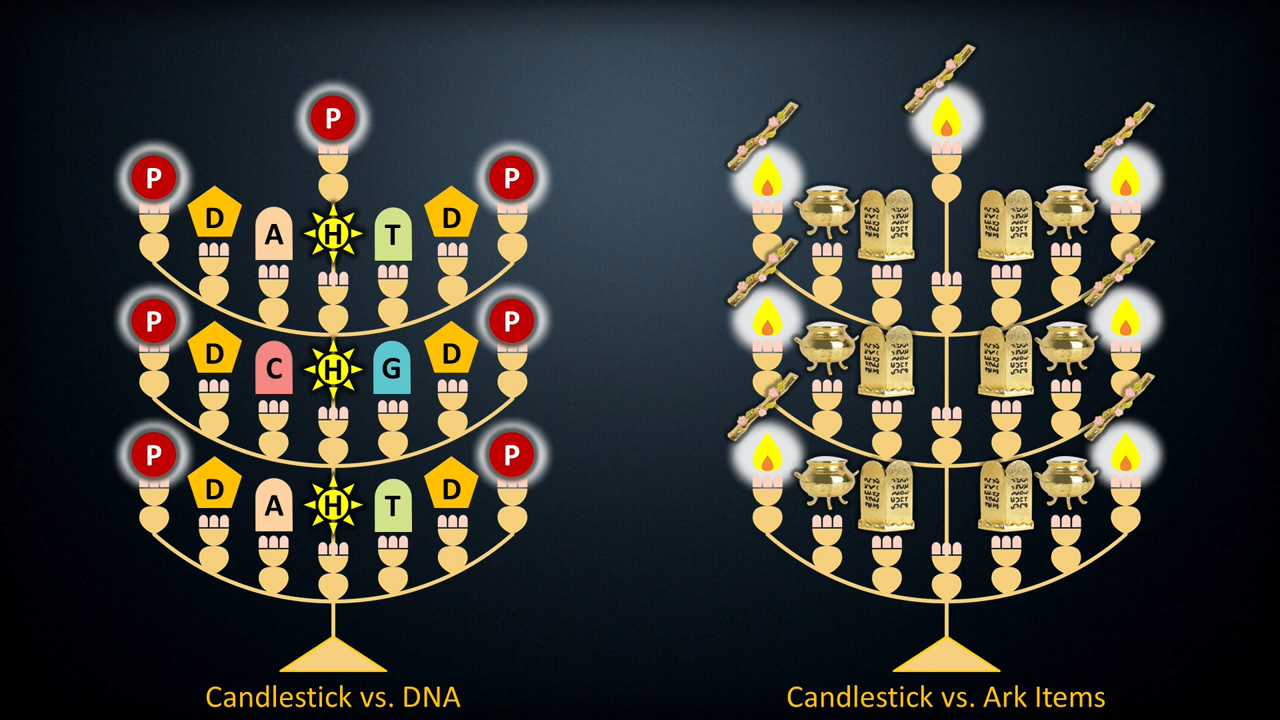 P
P P
D A H T D
P P
D C H G D
P P
D A H T D
Candlestick vs. DNA
Candlestick vs. Ark Items